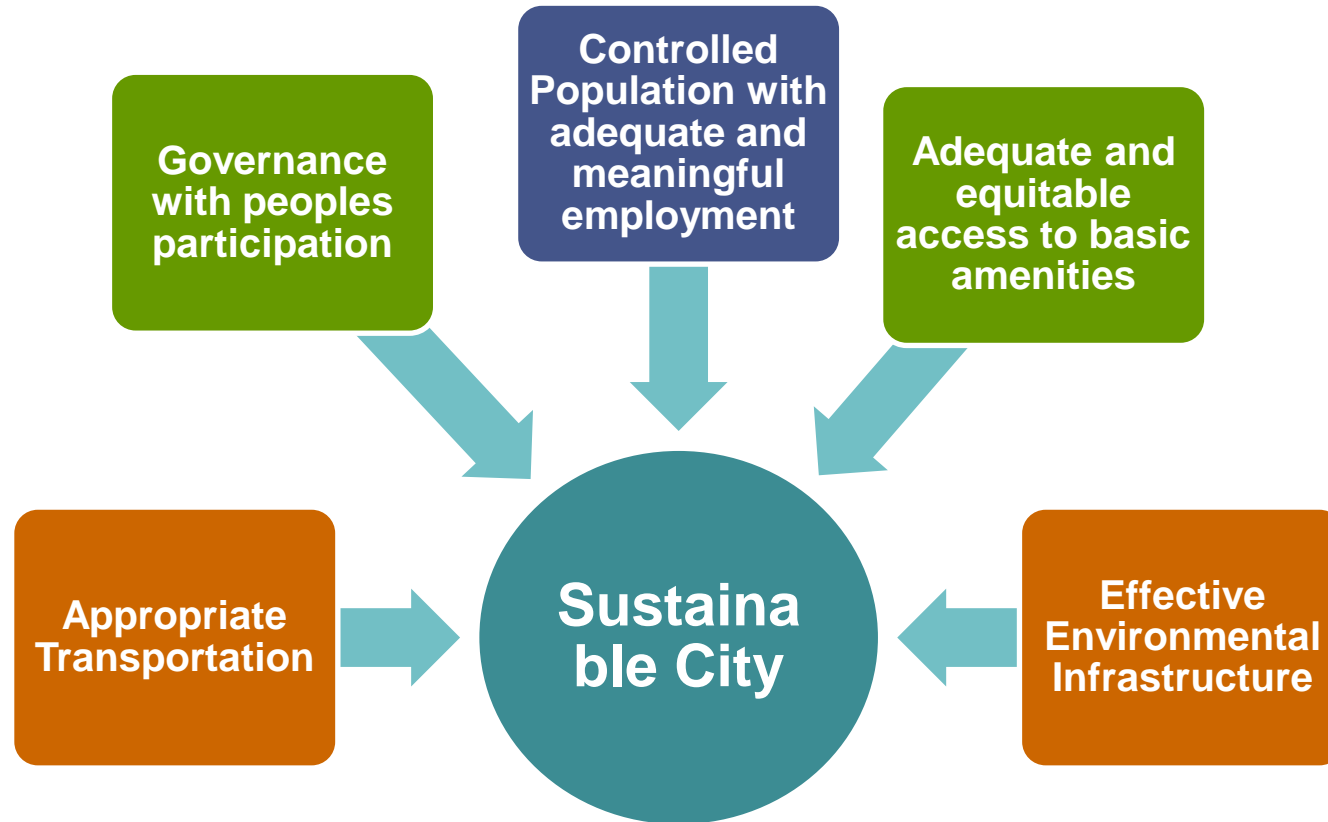 Controlled
Population with
adequate and
meaningful
employment
Governance
with peoples
participation
Adequate and
equitable
access to basic
amenities
Appropriate
Transportation
Sustaina
ble City
Effective
Environmental
Infrastructure